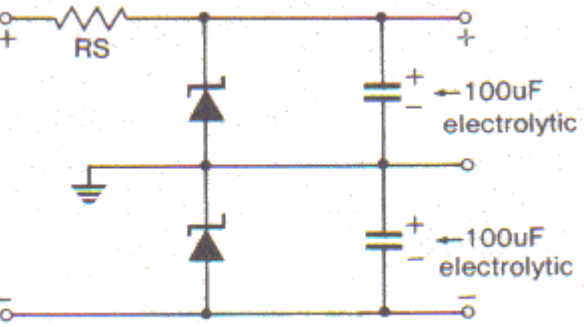 +
+
RS
+
100uF
–
electrolytic
+
100uF
–
electrolytic
–
–